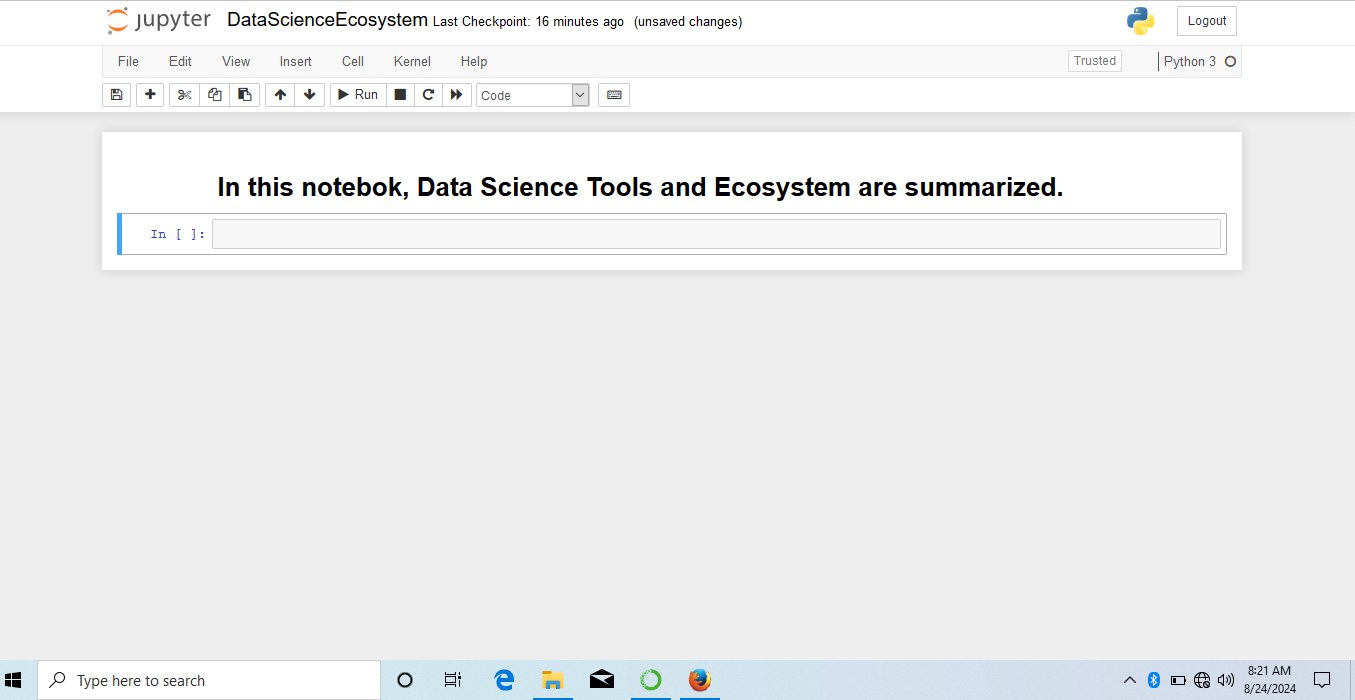 jupyter DataScienceEcosystem Last Checkpoint: 16 minutes ago (unsaved changes) Logout
File Edit View Insert Cell Kernel Help Trusted Python 3
Run Code
In this notebok, Data Science Tools and Ecosystem are summarized.
In [ ]:
Type here to search
8:21 AM
8/24/2024